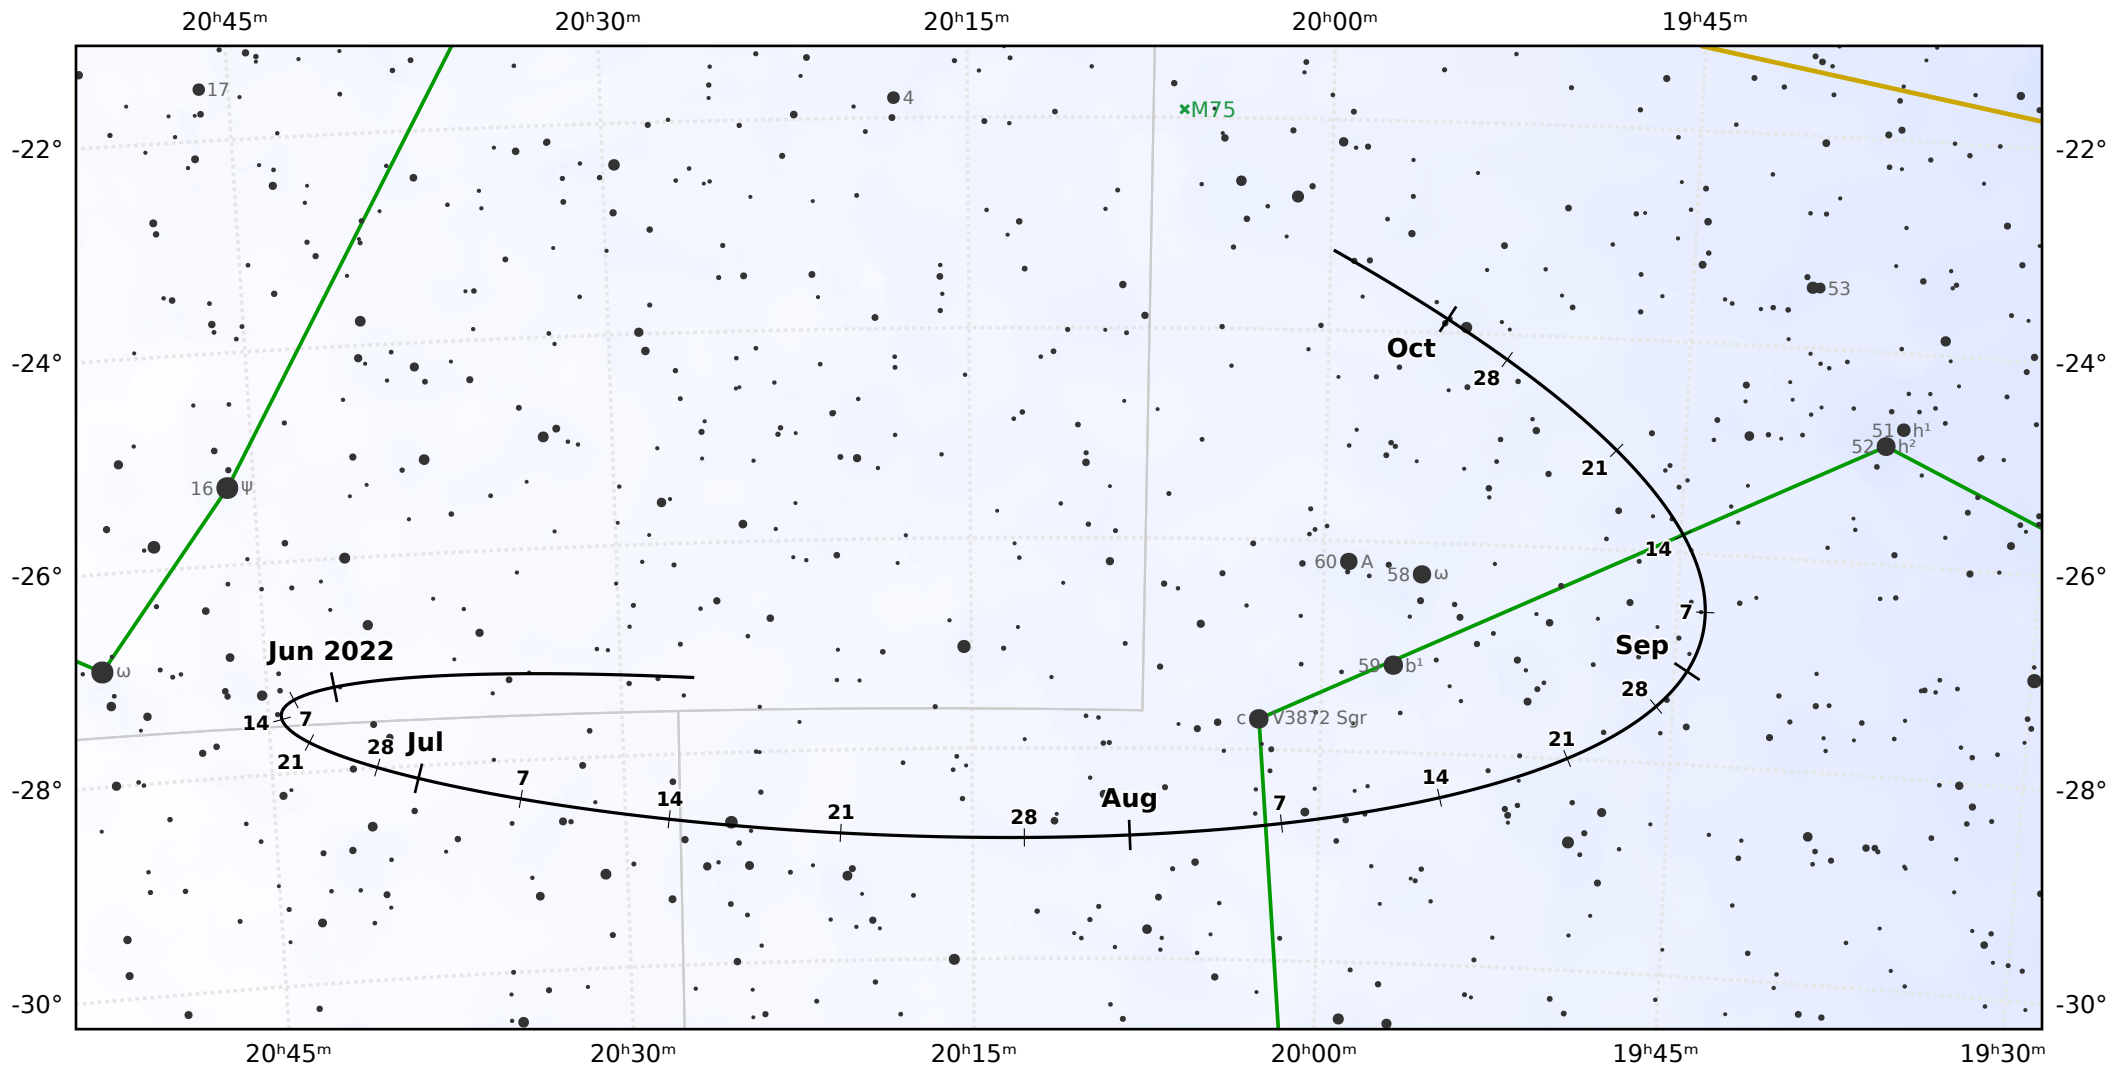 20ʰ45ᵐ 20ʰ30ᵐ 20ʰ15ᵐ 20ʰ00ᵐ 19ʰ45ᵐ
17
4
M75
-22° -22°
53
Oct
-24° -24°
28
51 h¹
52 h²
21
16 ψ
14
60 A
58 ω
-26° -26°
7
Sep
Jun 2022
59 b¹
ω
28
14 7
c V3872 Sgr
28 Jul
21
21
7
14
-28° -28°
14
Aug
7
21
28
-30° -30°
20ʰ45ᵐ 20ʰ30ᵐ 20ʰ15ᵐ 20ʰ00ᵐ 19ʰ45ᵐ 19ʰ30ᵐ